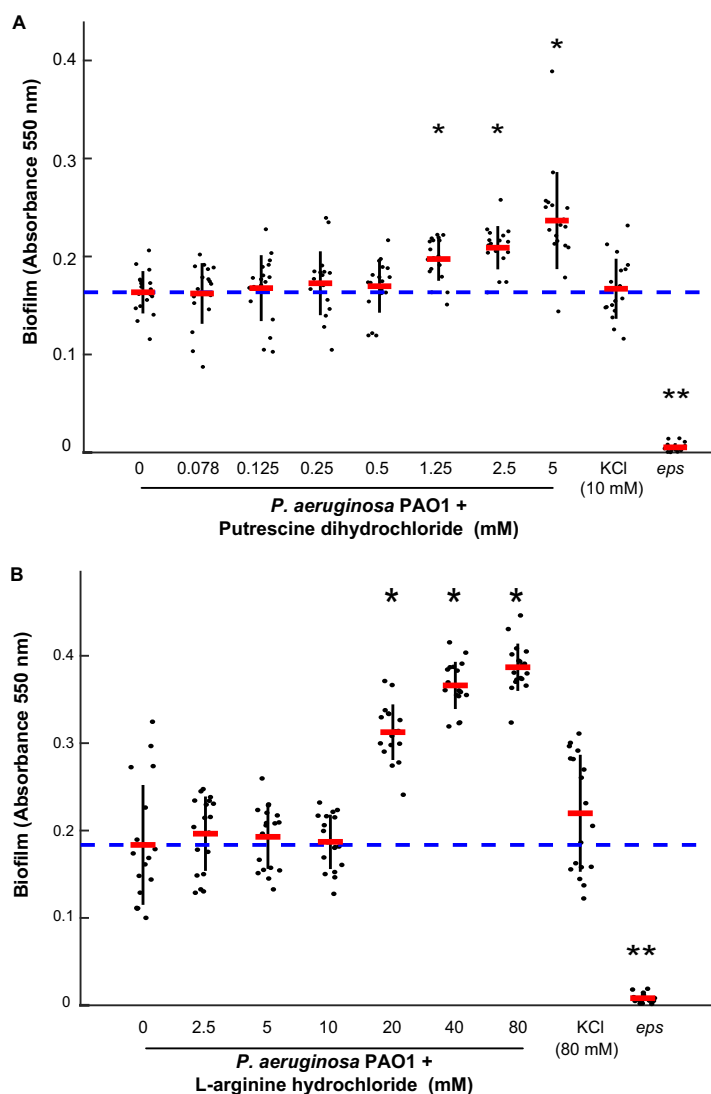 A
0.4
*
* *
0.3
Biofilm (Absorbance 550 nm)
0.2
0.1
**
0
0 0.078 0.125 0.25 0.5 1.25 2.5 5 KCl eps
(10 mM)
P. aeruginosa PAO1 +
Putrescine dihydrochloride (mM)
B
* * *
0.4
0.3
Biofilm (Absorbance 550 nm)
0.2
0.1
**
0
0 2.5 5 10 20 40 80 KCl eps
(80 mM)
P. aeruginosa PAO1 +
L-arginine hydrochloride (mM)